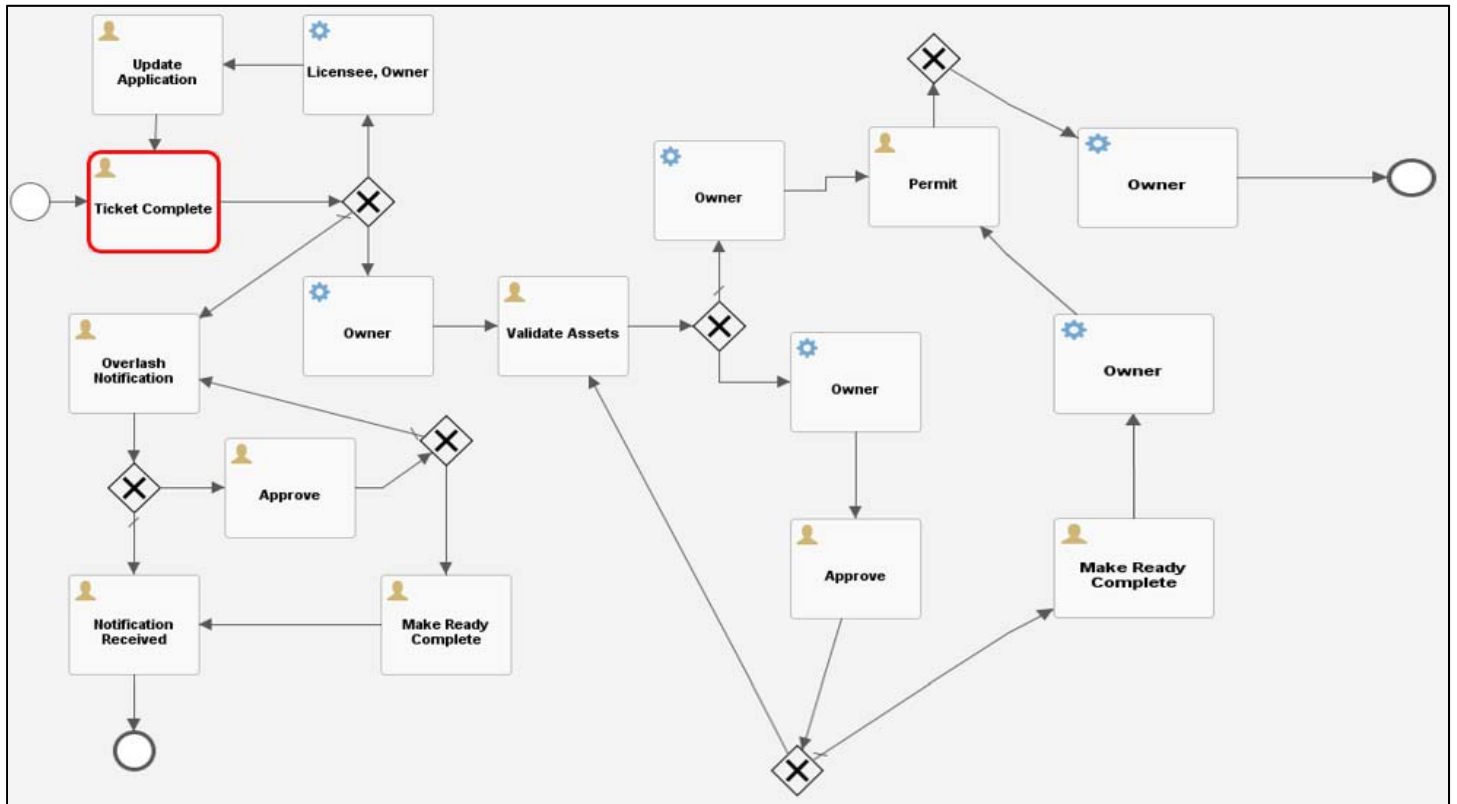 Update
Application
Licensee, Owner
Ticket Complete
Owner
Permit
Owner
Overlash
Notification
Owner
Validate Assets
Owner
Owner
Approve
Approve
Make Ready
Complete
Notification
Received
Make Ready
Complete